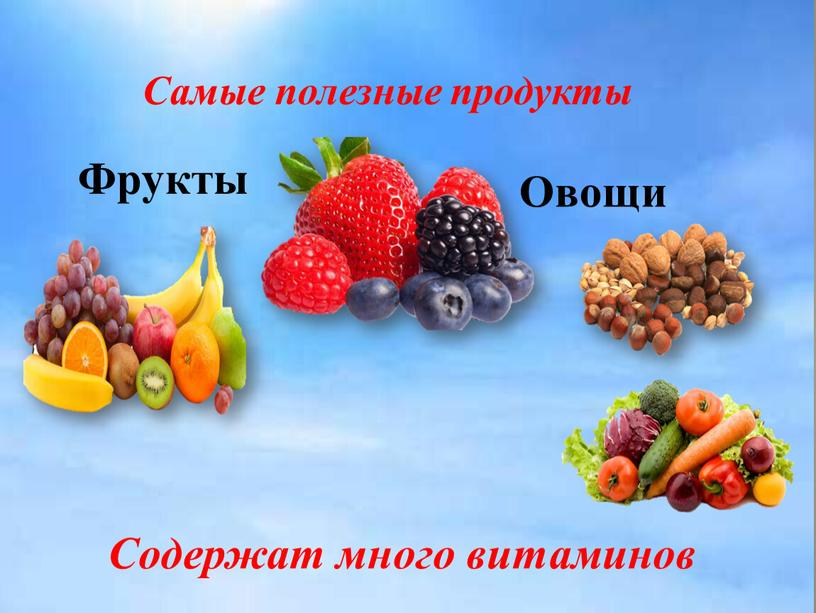 Самые полезные продукты
Фрукты
Овощи
Содержат много витаминов